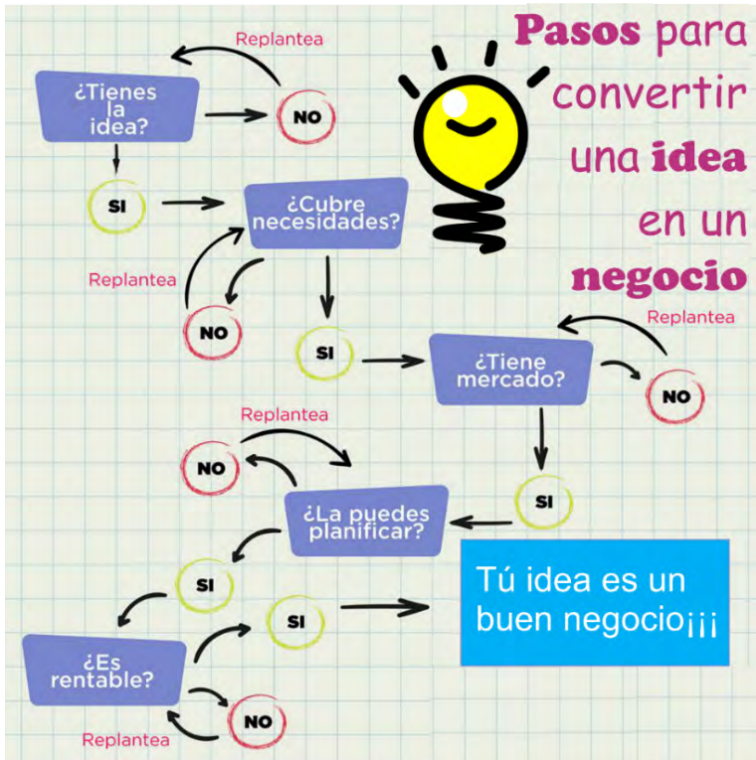 Pasos para
convertir
una idea
en un
negocio
Replantea
¿Tienes
la
idea?
NO
SI
¿Cubre
necesidades?
Replantea
NO
SI
Replantea
¿Tiene
mercado?
NO
Replantea
NO
SI
¿La puedes
planificar?
SI
Tú idea es un
buen negocio¡¡¡
SI
¿Es
rentable?
NO
Replantea